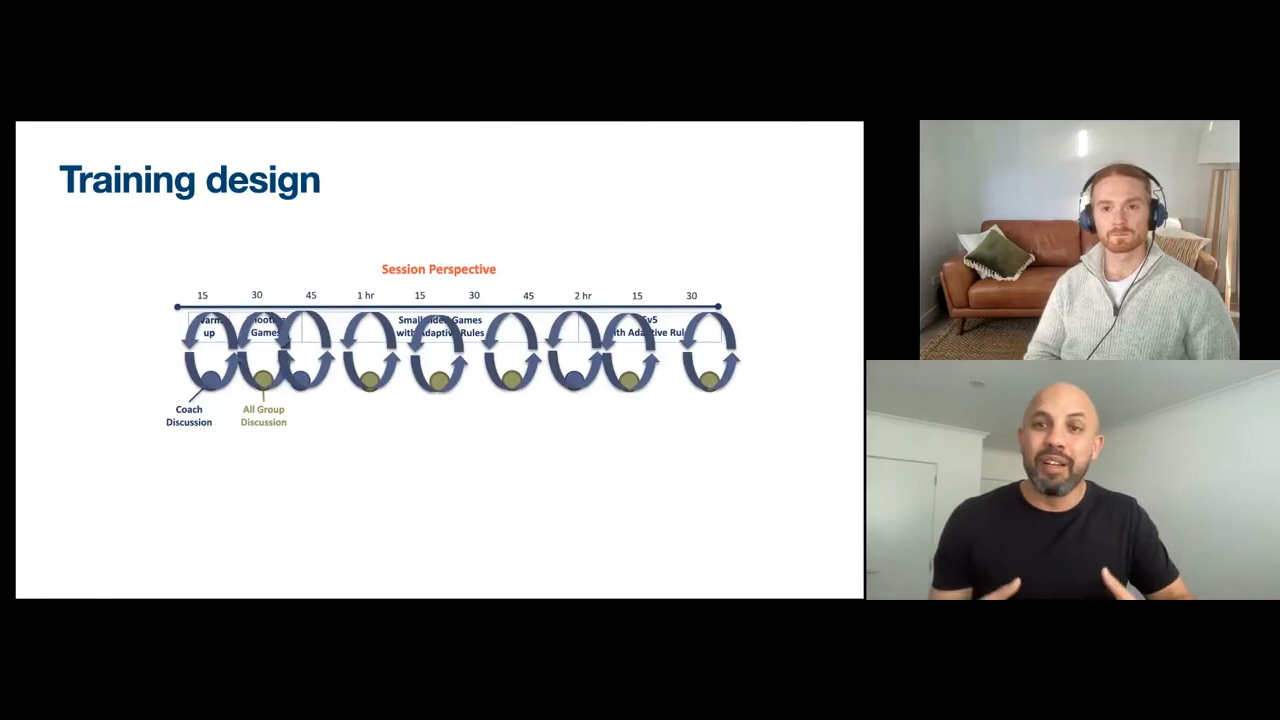 Training design
Session Perspective
15 30 45 1 hr 15 30 45 2 hr 15 30
up
Games
with Adaptive Rules
Coach
Discussion
All Group
Discussion